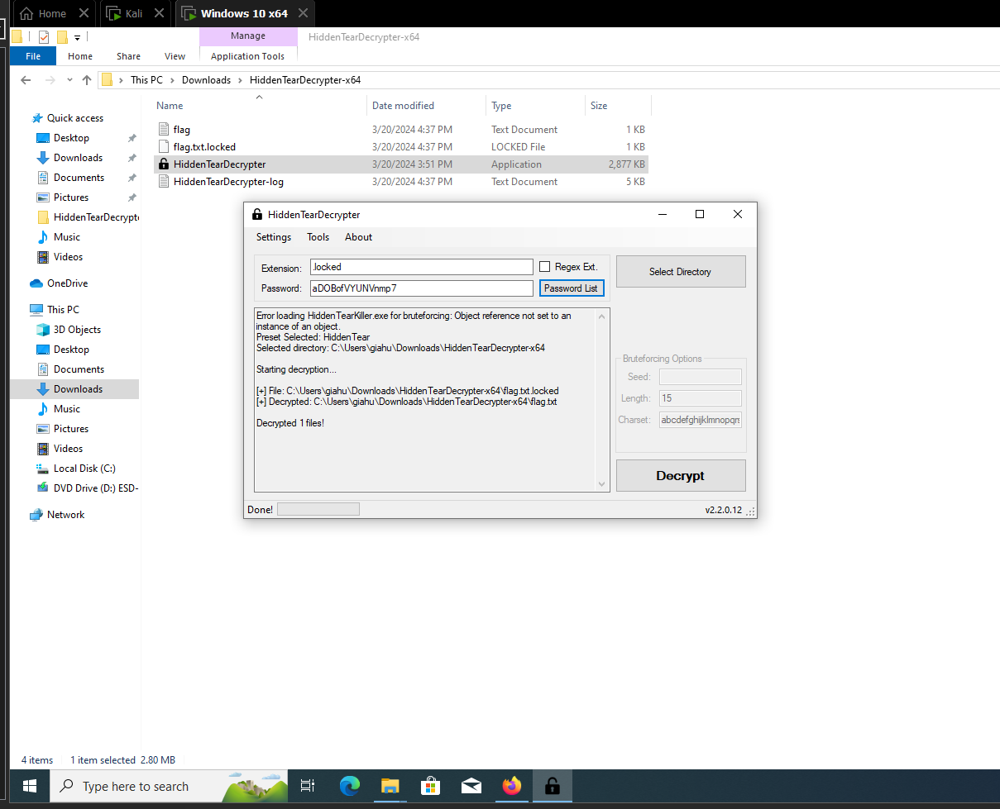 Home
Kali
Windows 10 x64
Manage
HiddenTearDecrypter-x64
File
Home
Share
View
Application Tools
This PC
Downloads
HiddenTearDecrypter-x64
Name
Date modified
Type
Size
flag
3/20/2024 4:37 PM
Text Document
1 KB
flag.txt.locked
3/20/2024 4:37 PM
LOCKED File
1 KB
HiddenTearDecrypter
3/20/2024 3:51 PM
Application
2,877 KB
HiddenTearDecrypter-log
3/20/2024 4:37 PM
Text Document
5 KB
Quick access
Desktop
Downloads
Documents
Pictures
HiddenTearDecrypte
Music
Videos
OneDrive
This PC
3D Objects
Desktop
Documents
Downloads
Music
Pictures
Videos
Local Disk (C:)
DVD Drive (D:) ESD-
Network
HiddenTearDecrypter
Settings
Tools
About
Extension:
.locked
Regex Ext.
Select Directory
Password:
aDOBofVYUNVnmp7
Password List
Error loading HiddenTearKiller.exe for bruteforcing: Object reference not set to an
instance of an object.
Preset Selected: HiddenTear
Selected directory: C:\Users\giahu\Downloads\HiddenTearDecrypter-x64
Starting decryption...
[+] File: C:\Users\giahu\Downloads\HiddenTearDecrypter-x64\flag.txt.locked
[+] Decrypted: C:\Users\giahu\Downloads\HiddenTearDecrypter-x64\flag.txt
Decrypted 1 files!
Bruteforcing Options
Seed:
Length:
15
Charset:
abcdefghijklmnopqrs
Decrypt
Done!
v2.2.0.12
4 items
1 item selected 2.80 MB
Type here to search